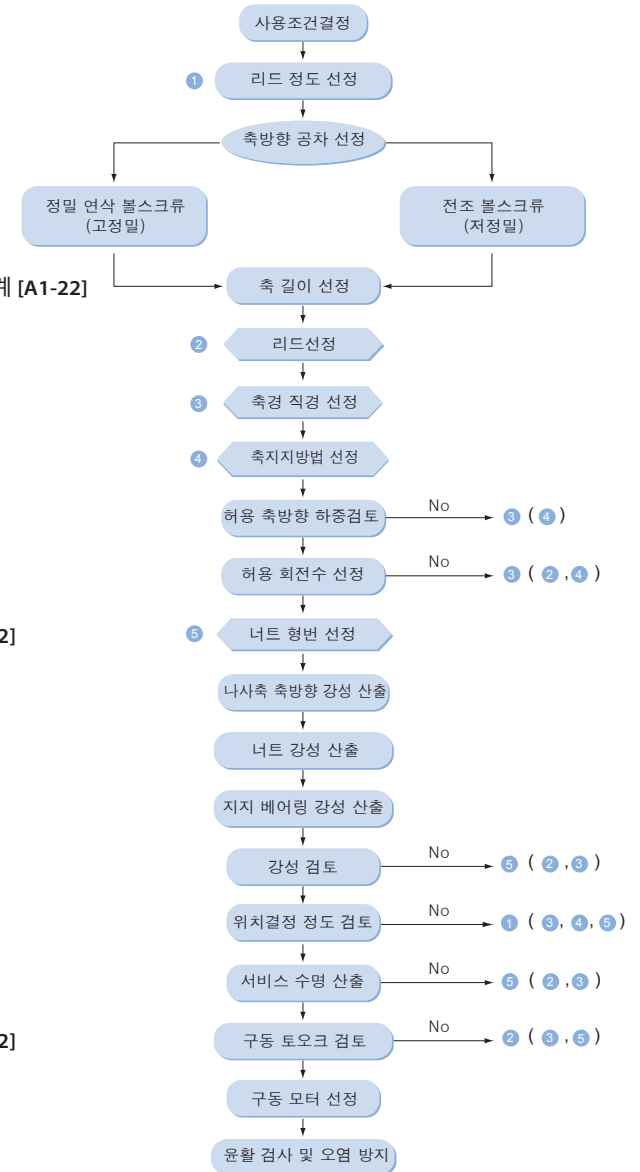 사용조건결정
1 리드 정도 선정
축방향 공차 선정
정밀 연삭 볼스크류
(고정밀)
전조 볼스크류
(저정밀)
계 [A1-22]
축 길이 선정
2 리드선정
3 축경 직경 선정
4 축지지방법 선정
허용 축방향 하중검토 No 3 ( 4 )
허용 회전수 선정 No 3 ( 2 , 4 )
2] 5 너트 형번 선정
나사축 축방향 강성 산출
너트 강성 산출
지지 베어링 강성 산출
강성 검토 No 5 ( 2 , 3 )
위치결정 정도 검토 No 1 ( 3, 4, 5 )
서비스 수명 산출 No 5 ( 2 , 3 )
2] 구동 토오크 검토 No 2 ( 3 , 5 )
구동 모터 선정
윤활 검사 및 오염 방지